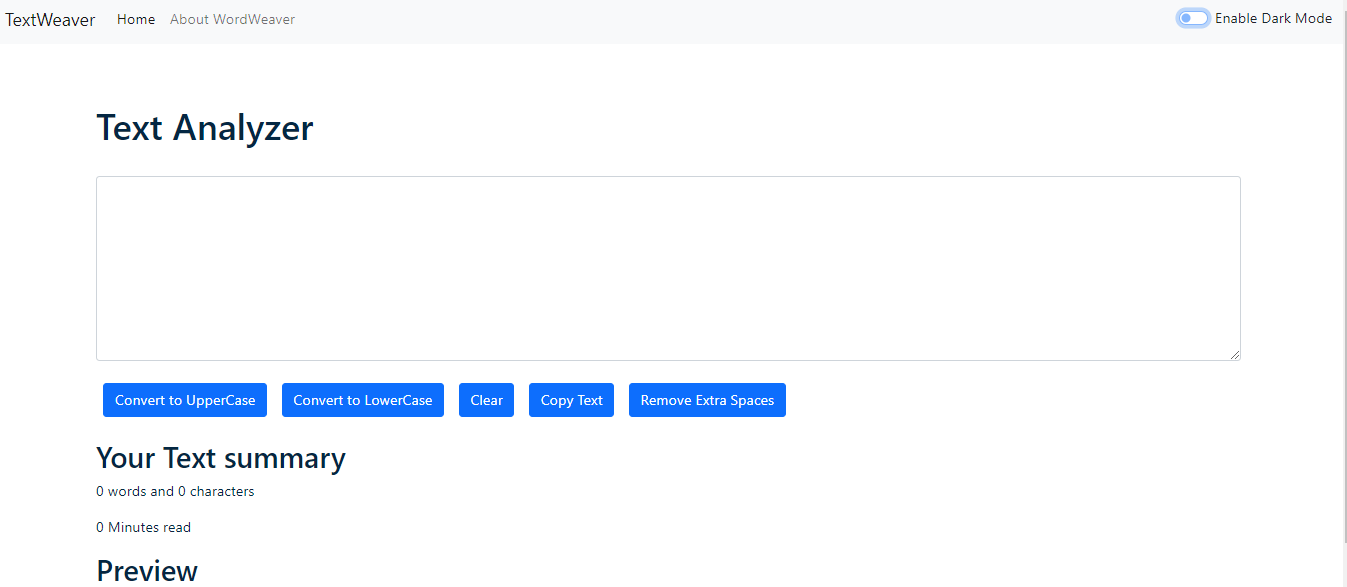 TextWeaver Home About WordWeaver Enable Dark Mode
Text Analyzer
Convert to UpperCase Convert to LowerCase Clear Copy Text Remove Extra Spaces
Your Text summary
0 words and 0 characters
0 Minutes read
Preview